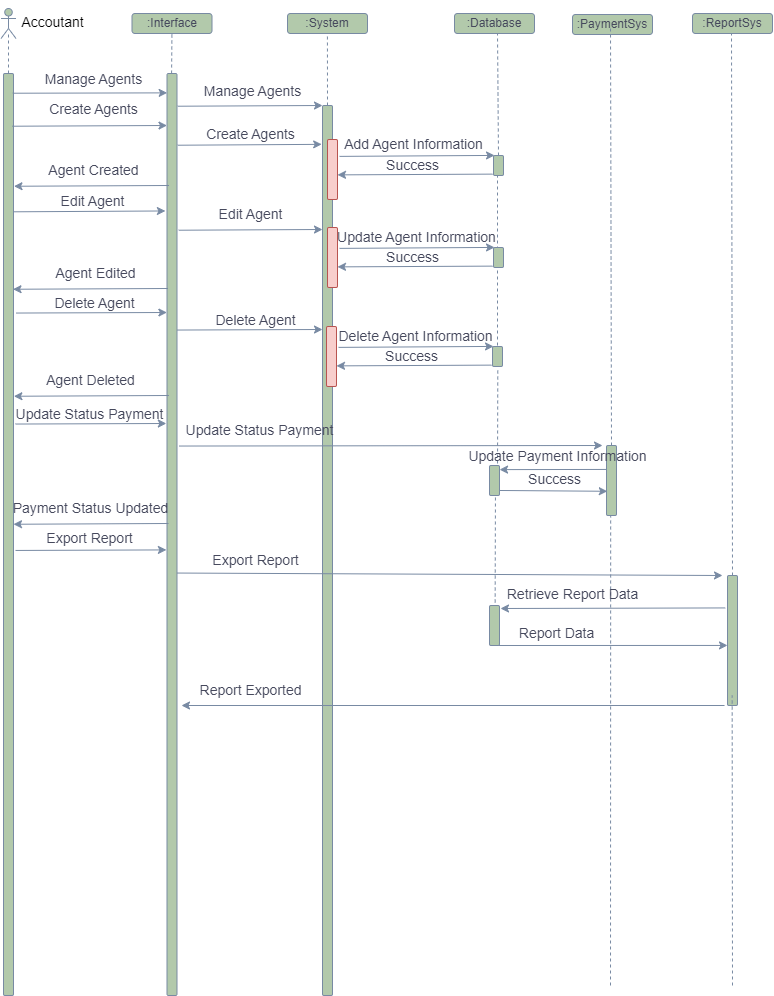 Accoutant
:Interface
:System
:Database
:PaymentSys
:ReportSys
Manage Agents
Manage Agents
Create Agents
Create Agents
Add Agent Information
Success
Agent Created
Edit Agent
Edit Agent
Update Agent Information
Success
Agent Edited
Delete Agent
Delete Agent
Delete Agent Information
Success
Agent Deleted
Update Status Payment
Update Status Payment
Update Payment Information
Success
Payment Status Updated
Export Report
Export Report
Retrieve Report Data
Report Data
Report Exported